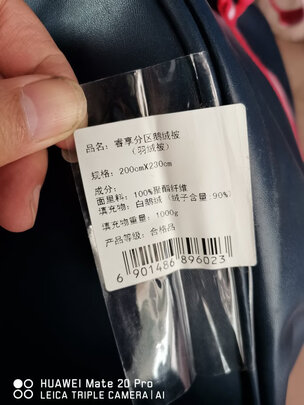 品名：睿享分区鹅绒被
（羽绒被）
规格：200cmX230cm
成分：
面里料：100%聚酯纤维
填充物：白鹅绒（绒子含量:90%）
填充物重量：1000g
产品等级：合格品
6 901486 896023
HUAWEI Mate 20 Pro
LEICA TRIPLE CAMERA | AI